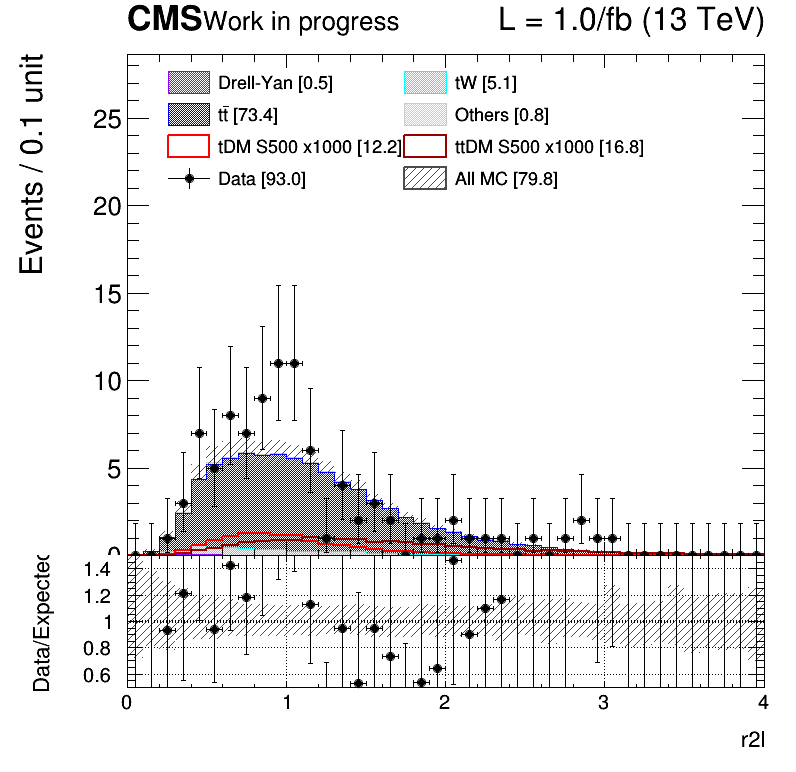 CMS Work in progress L = 1.0/fb (13 TeV)
Events / 0.1 unit
Drell-Yan [0.5] tW [5.1]
tt̄ [73.4] Others [0.8]
tDM S500 x1000 [12.2] ttDM S500 x1000 [16.8]
Data [93.0] All MC [79.8]
25
20
15
10
5
0
Data/Expected
1.4
1.2
1
0.8
0.6
0 1 2 3 4
r2l